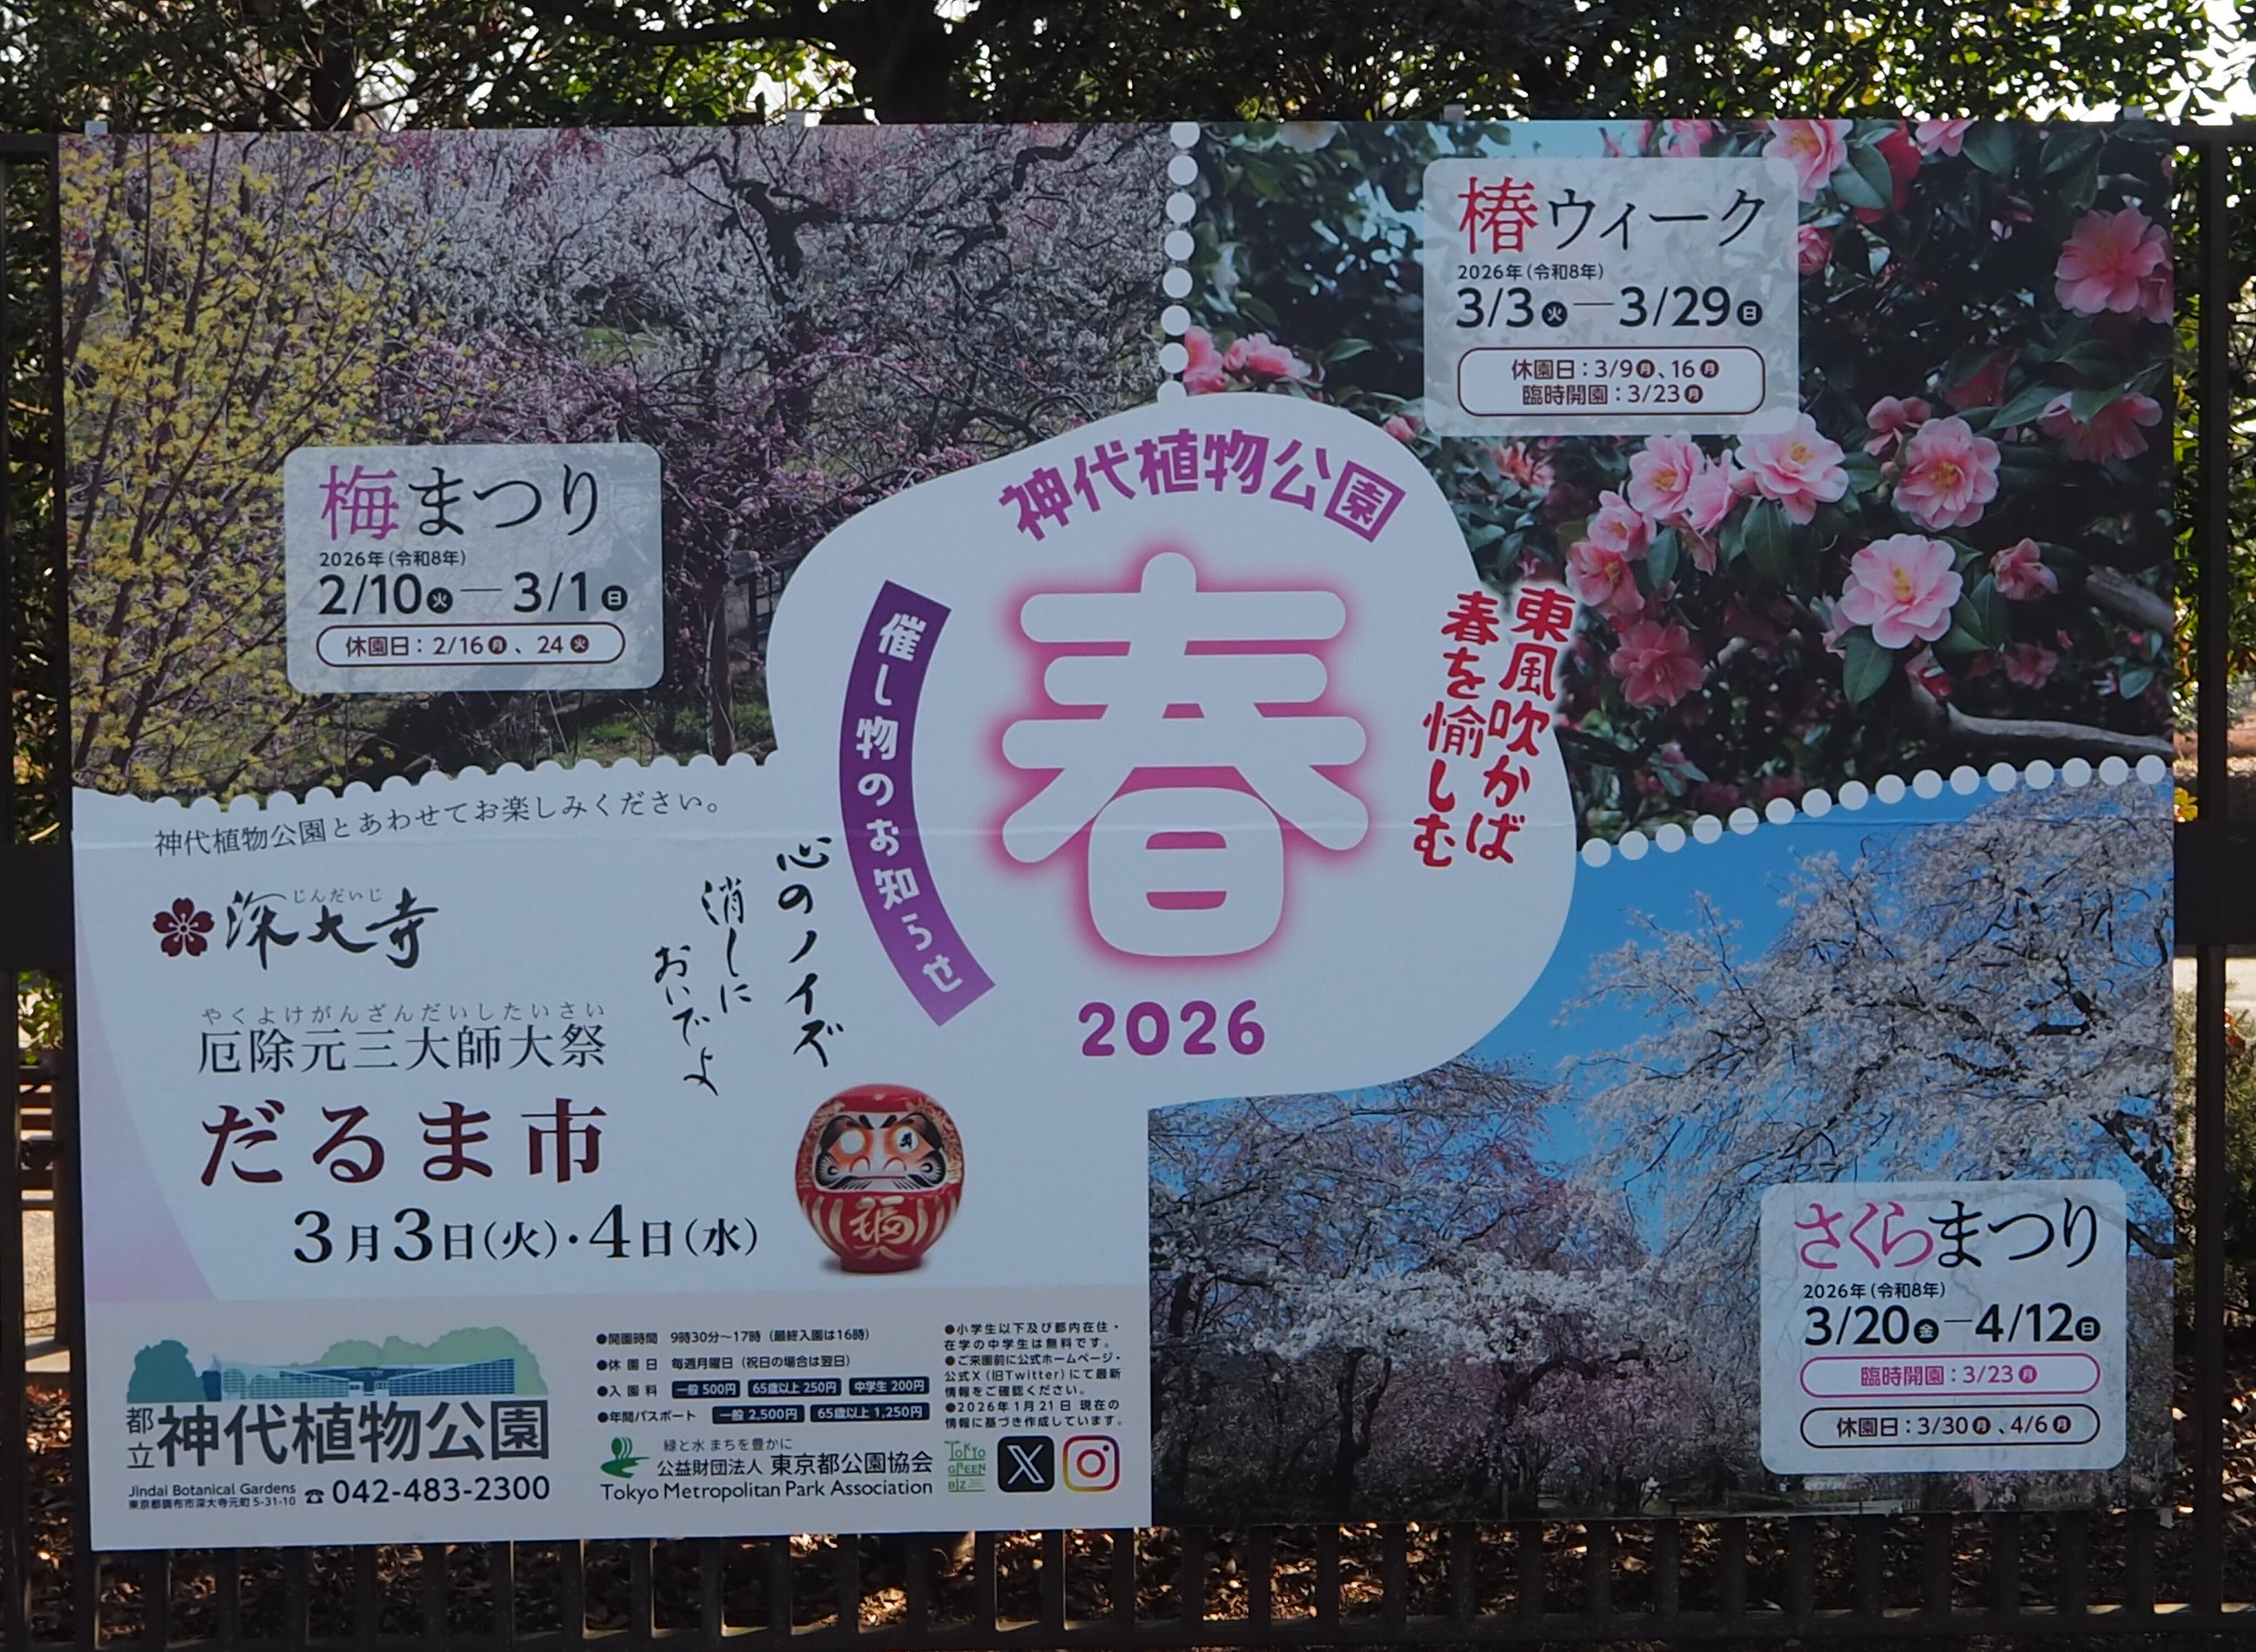 梅まつり
2026年(令和8年)
2/10火―3/1日
休園日：2/16月、24火
椿ウィーク
2026年(令和8年)
3/3火―3/29日
休園日：3/9月、16月
臨時開園：3/23月
神代植物公園
春
2026
催し物のお知らせ
東風吹かば
春を愉しむ
神代植物公園とあわせてお楽しみください。
じんだいじ
深大寺
心のノイズ
消しに
おいでよ
やくよけがんざんだいしたいさい
厄除元三大師大祭
だるま市
3月3日(火)・4日(水)
福
さくらまつり
2026年(令和8年)
3/20金―4/12日
臨時開園：3/23月
休園日：3/30月、4/6月
都立神代植物公園
Jindai Botanical Gardens
東京都調布市深大寺元町 5-31-10
☎ 042-483-2300
●開園時間 9時30分～17時（最終入園は16時）
●休園日 毎週月曜日（祝日の場合は翌日）
●入園料 一般 500円 65歳以上 250円 中学生 200円
●年間パスポート 一般 2,500円 65歳以上 1,250円
緑と水 まちを豊かに
公益財団法人 東京都公園協会
Tokyo Metropolitan Park Association
●小学生以下及び都内在住・
在学の中学生は無料です。
●ご来園前に公式ホームページ・
公式X(旧Twitter)にて最新
情報をご確認ください。
●2026年1月21日 現在の
情報に基づき作成しています。
TOKYO
GREEN
BIZ
X